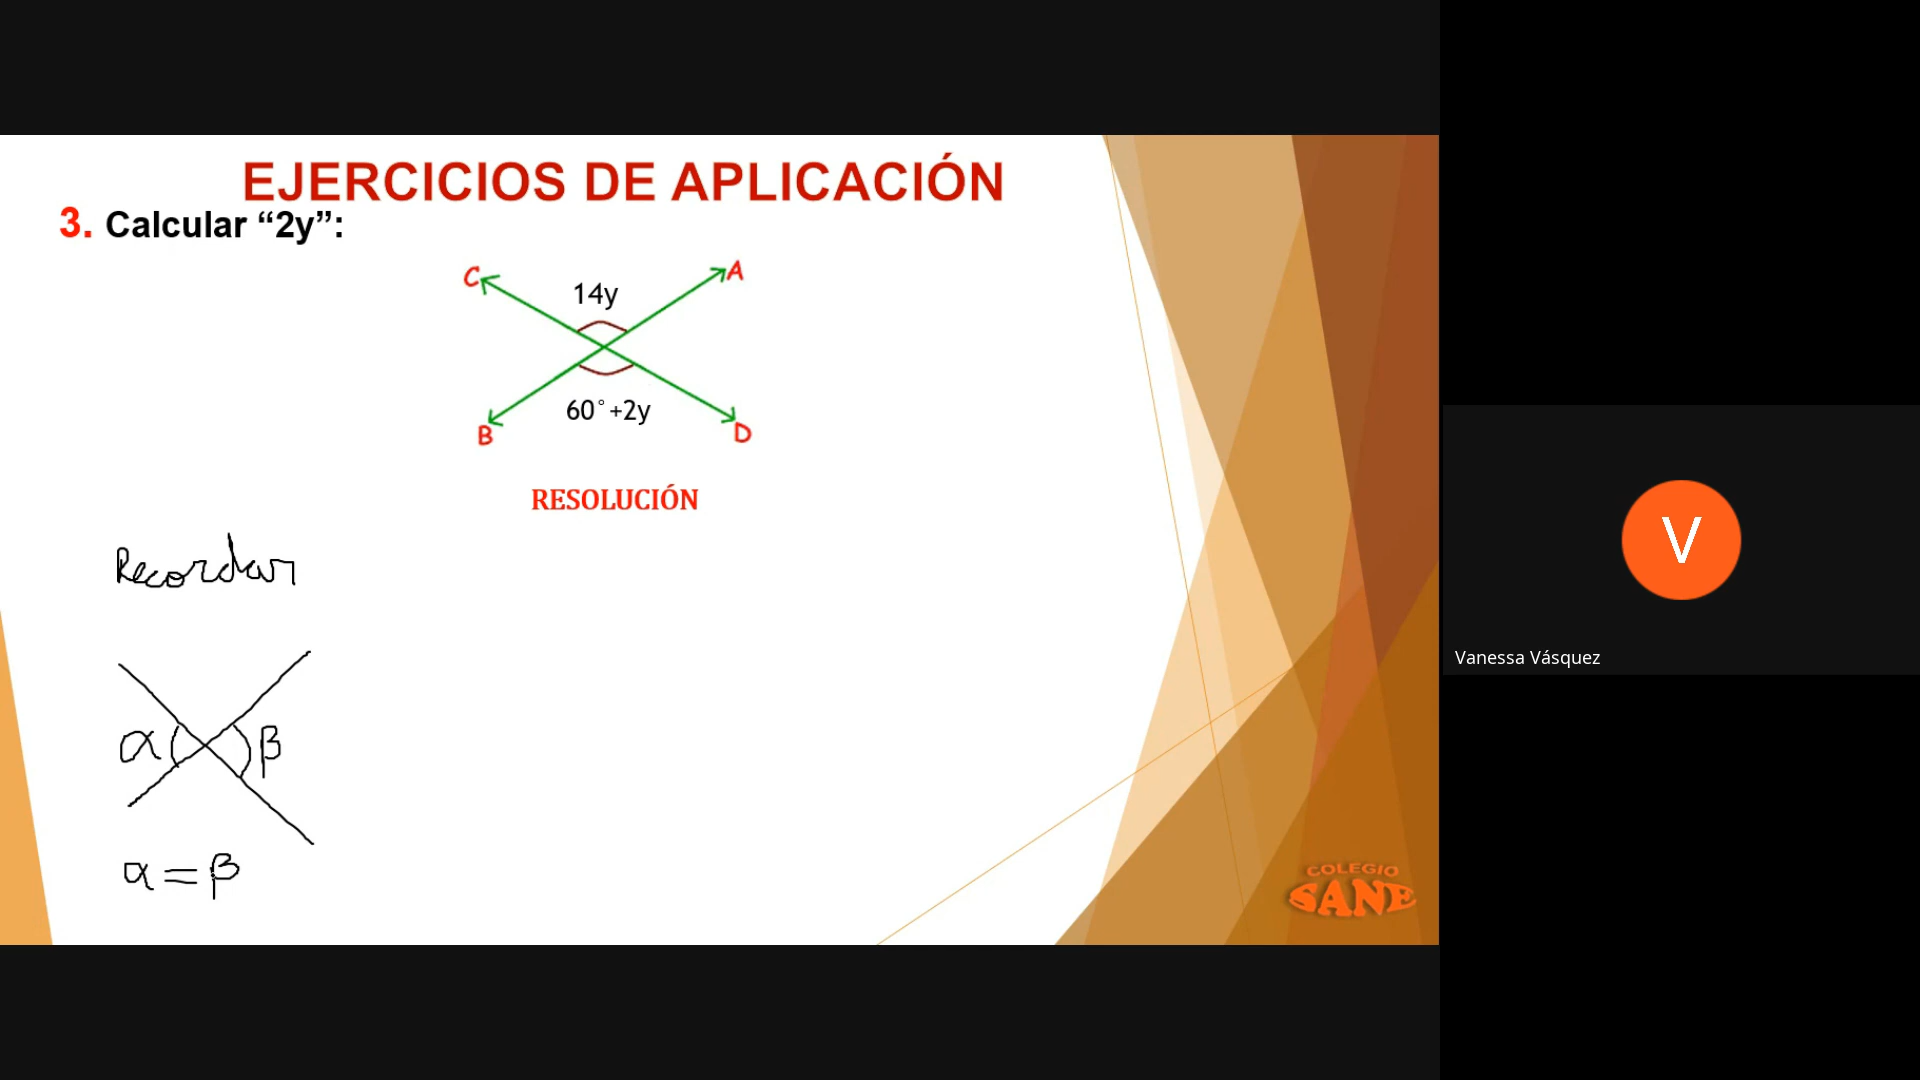 EJERCICIOS DE APLICACIÓN
3. Calcular “2y”:
C
A
14y
60°+2y
B
D
RESOLUCIÓN
Recordar
α
β
α = β
COLEGIO
SANE
V
Vanessa Vásquez